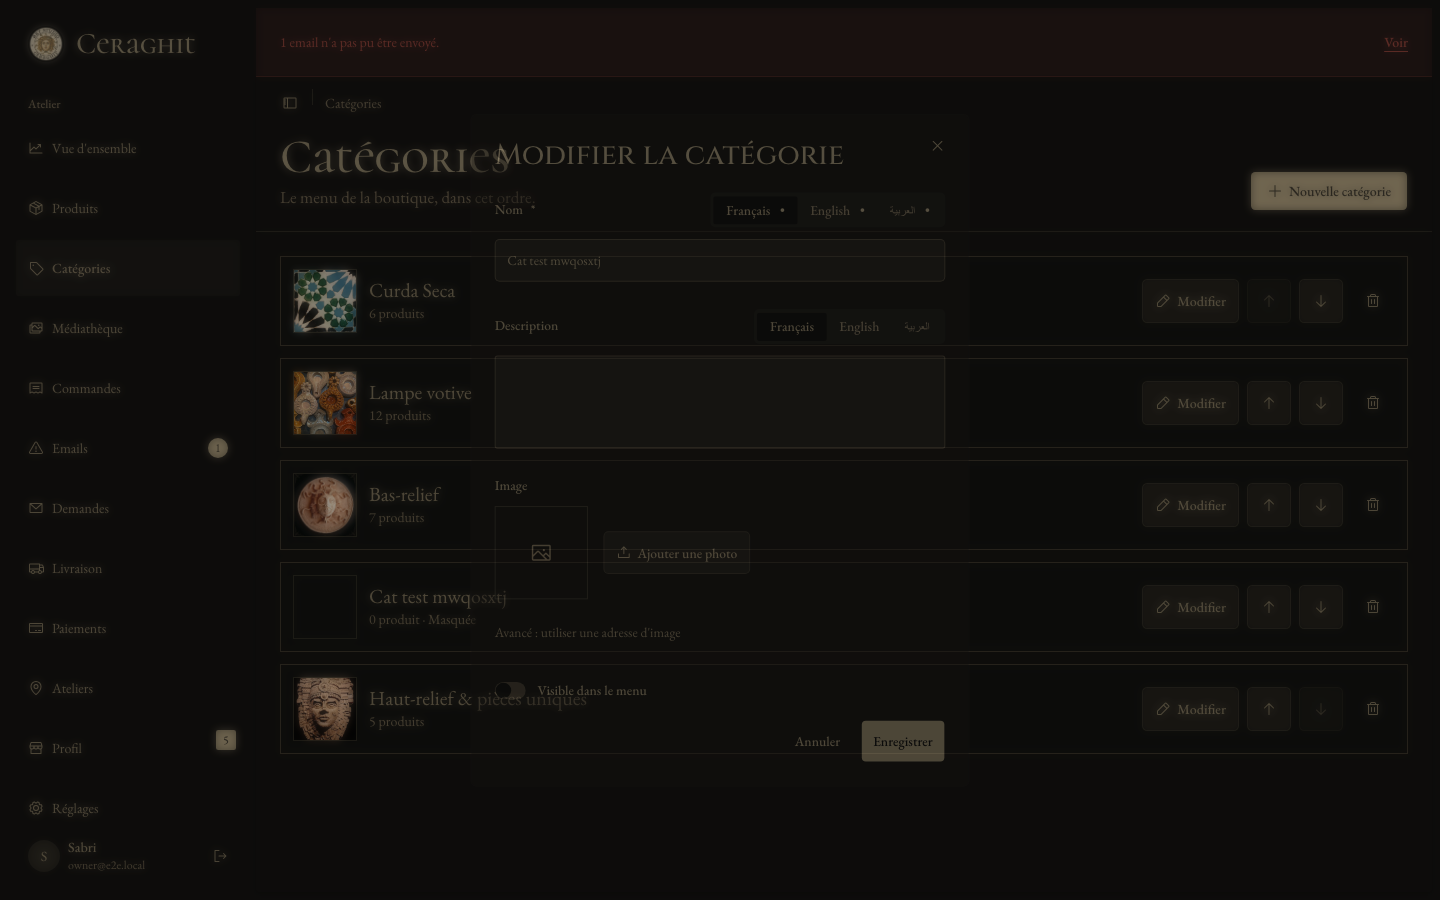 Ceraghit
1 email n'a pas pu être envoyé.
Voir
Atelier
Catégories
Vue d'ensemble
Produits
Catégories
Médiathèque
Commandes
Emails
1
Demandes
Livraison
Paiements
Ateliers
Profil
5
Réglages
S
Sabri
owner@e2e.local
Catégories
Le menu de la boutique, dans cet ordre.
Nouvelle catégorie
Curda Seca
6 produits
Modifier
Lampe votive
12 produits
Modifier
Bas-relief
7 produits
Modifier
Cat test mwqosxtj
0 produit · Masquée
Modifier
Haut-relief & pièces uniques
5 produits
Modifier
Modifier la catégorie
Nom *
Français •
English •
العربية •
Cat test mwqosxtj
Description
Français
English
العربية
Image
Ajouter une photo
Avancé : utiliser une adresse d'image
Visible dans le menu
Annuler
Enregistrer